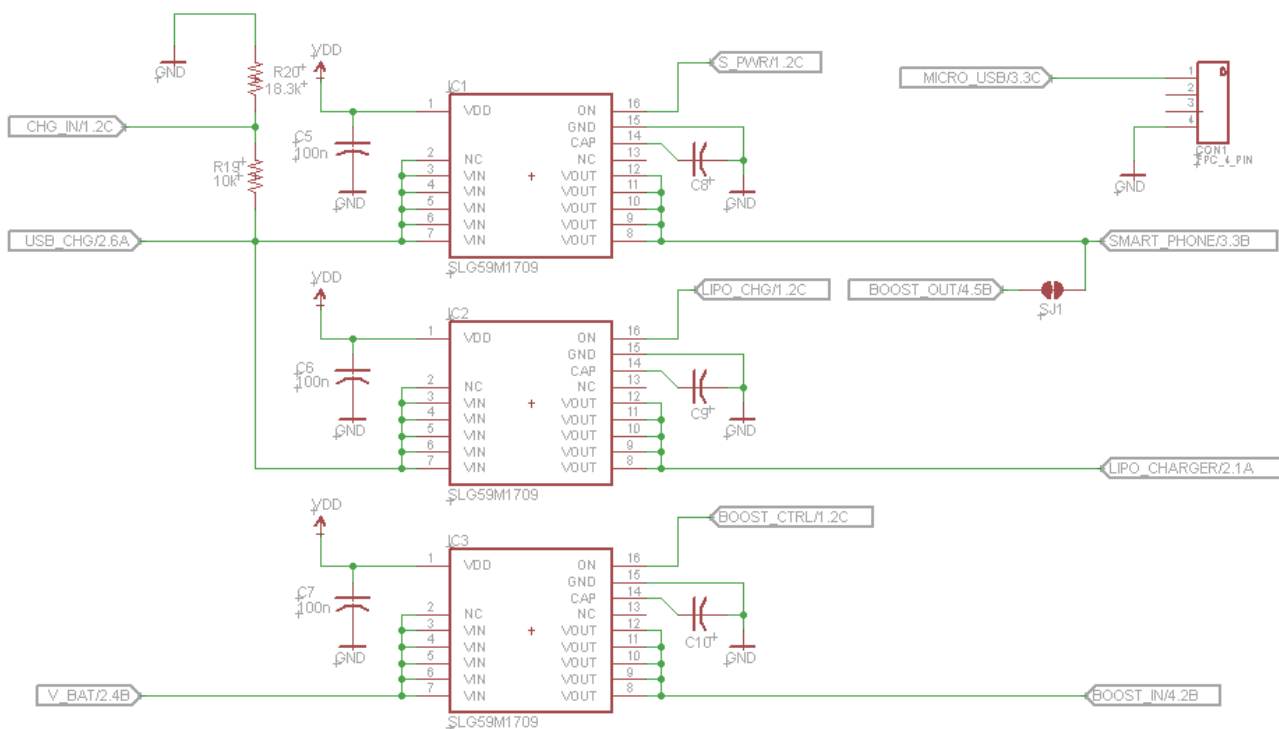 VDD
GND
R20
18.3k
CHG_IN/1.2C
R19
10k
USB_CHG/2.6A
C5
100n
GND
IC1
1 VDD ON 16
GND 15
CAP 14
2 NC NC 13
3 VIN VOUT 12
4 VIN VOUT 11
5 VIN VOUT 10
6 VIN VOUT 9
7 VIN VOUT 8
SLG59M1709
S_PWR/1.2C
C8
GND
MICRO_USB/3.3C
1
2
3
4
CON1
FPC_4_PIN
GND
SMART_PHONE/3.3B
BOOST_OUT/4.5B
SJ1
VDD
C6
100n
GND
IC2
1 VDD ON 16
GND 15
CAP 14
2 NC NC 13
3 VIN VOUT 12
4 VIN VOUT 11
5 VIN VOUT 10
6 VIN VOUT 9
7 VIN VOUT 8
SLG59M1709
LIPO_CHG/1.2C
C9
GND
LIPO_CHARGER/2.1A
VDD
C7
100n
GND
IC3
1 VDD ON 16
GND 15
CAP 14
2 NC NC 13
3 VIN VOUT 12
4 VIN VOUT 11
5 VIN VOUT 10
6 VIN VOUT 9
7 VIN VOUT 8
SLG59M1709
BOOST_CTRL/1.2C
C10
GND
V_BAT/2.4B
BOOST_IN/4.2B